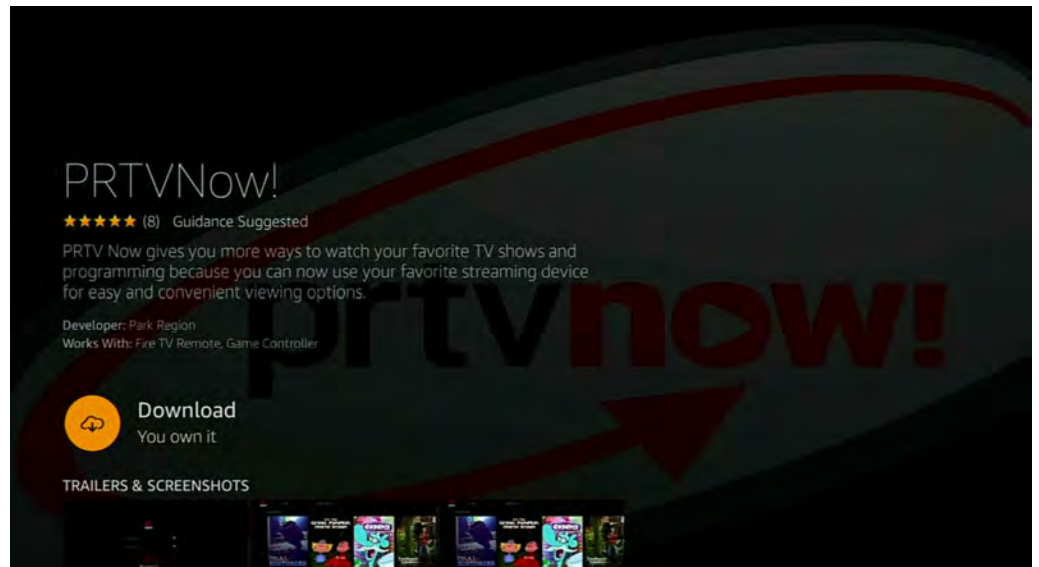 PRTVNow!
(8) Guidance Suggested
PRTV Now gives you more ways to watch your favorite TV shows and
programming because you can now use your favorite streaming device
for easy and convenient viewing options.
prtvnow!
Developer: Park Region
Works With: Fire TV Remote, Game Controller
Download
You own it
TRAILERS & SCREENSHOTS